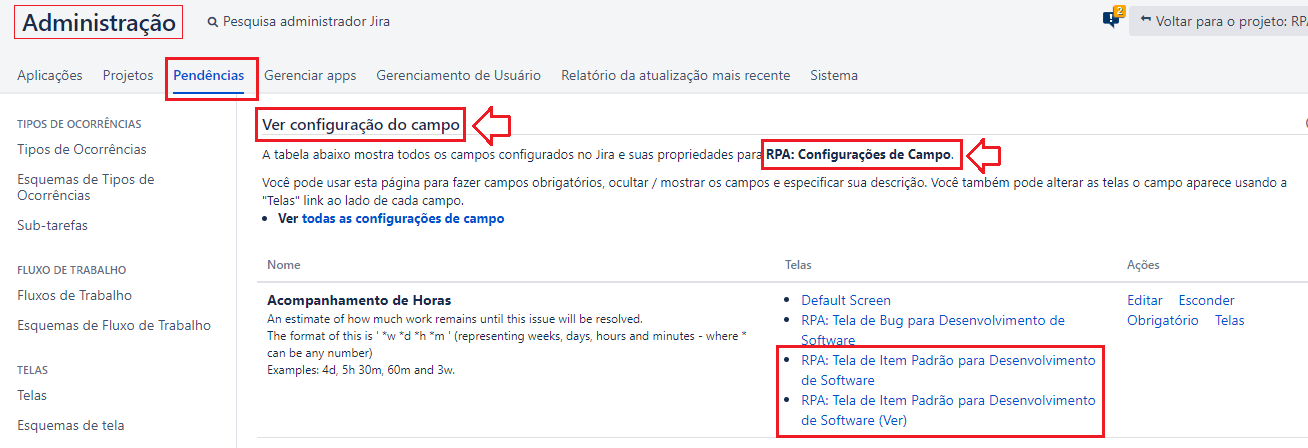 Administração
Pesquisa administrador Jira
2
Voltar para o projeto: RPA
Aplicações
Projetos
Pendências
Gerenciar apps
Gerenciamento de Usuário
Relatório da atualização mais recente
Sistema
TIPOS DE OCORRÊNCIAS
Tipos de Ocorrências
Esquemas de Tipos de
Ocorrências
Sub-tarefas
FLUXO DE TRABALHO
Fluxos de Trabalho
Esquemas de Fluxo de Trabalho
TELAS
Telas
Esquemas de tela
Ver configuração do campo
A tabela abaixo mostra todos os campos configurados no Jira e suas propriedades para RPA: Configurações de Campo.
Você pode usar esta página para fazer campos obrigatórios, ocultar / mostrar os campos e especificar sua descrição. Você também pode alterar as telas o campo aparece usando a
"Telas" link ao lado de cada campo.
• Ver todas as configurações de campo
Nome
Telas
Ações
Acompanhamento de Horas
An estimate of how much work remains until this issue will be resolved.
The format of this is ' *w *d *h *m ' (representing weeks, days, hours and minutes - where *
can be any number)
Examples: 4d, 5h 30m, 60m and 3w.
• Default Screen
• RPA: Tela de Bug para Desenvolvimento de
Software
• RPA: Tela de Item Padrão para Desenvolvimento
de Software
• RPA: Tela de Item Padrão para Desenvolvimento
de Software (Ver)
Editar Esconder
Obrigatório Telas